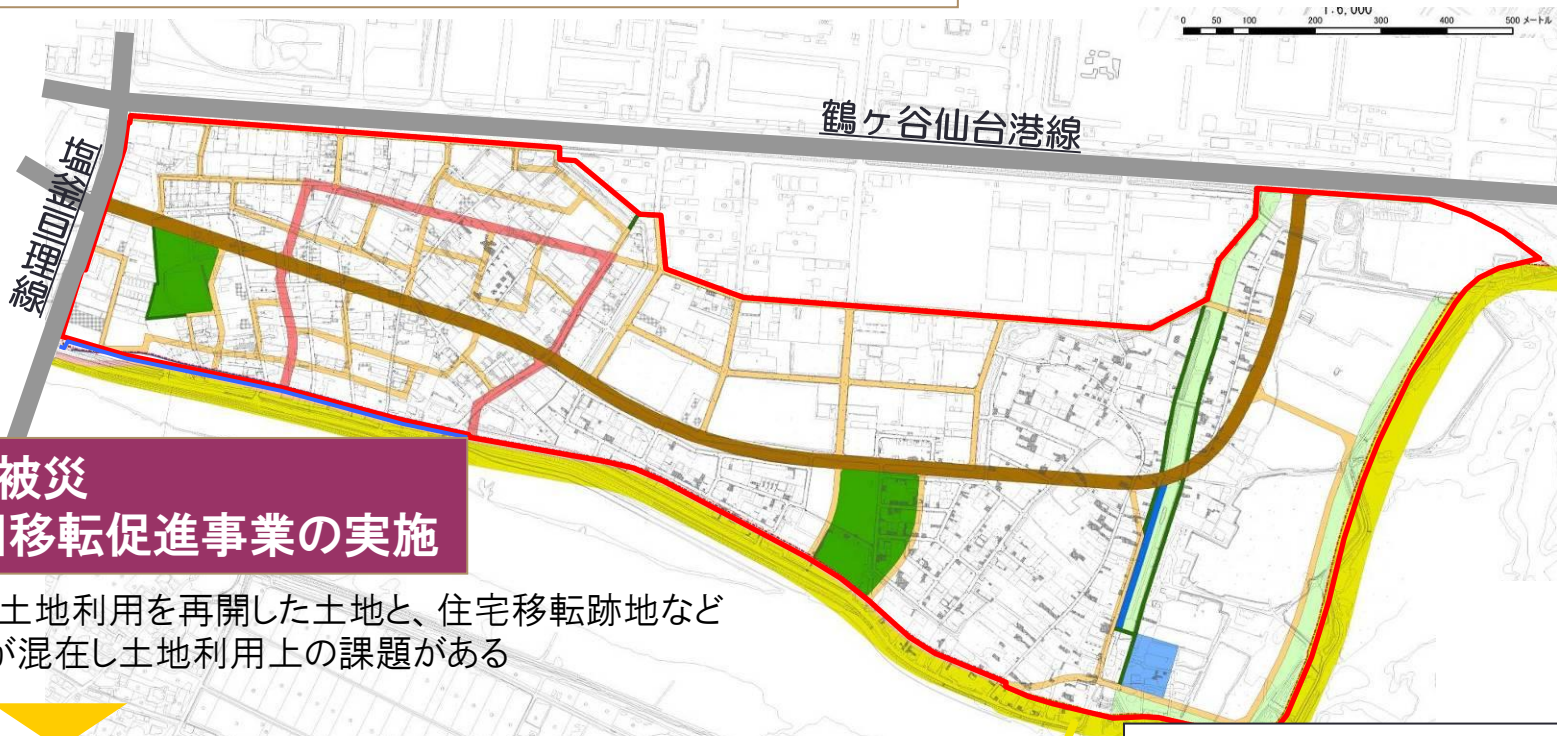 1:6,000
0 50 100 200 300 400 500 メートル
鶴ヶ谷仙台港線
塩釜亘理線
被災
移転促進事業の実施
土地利用を再開した土地と、住宅移転跡地など
が混在し土地利用上の課題がある